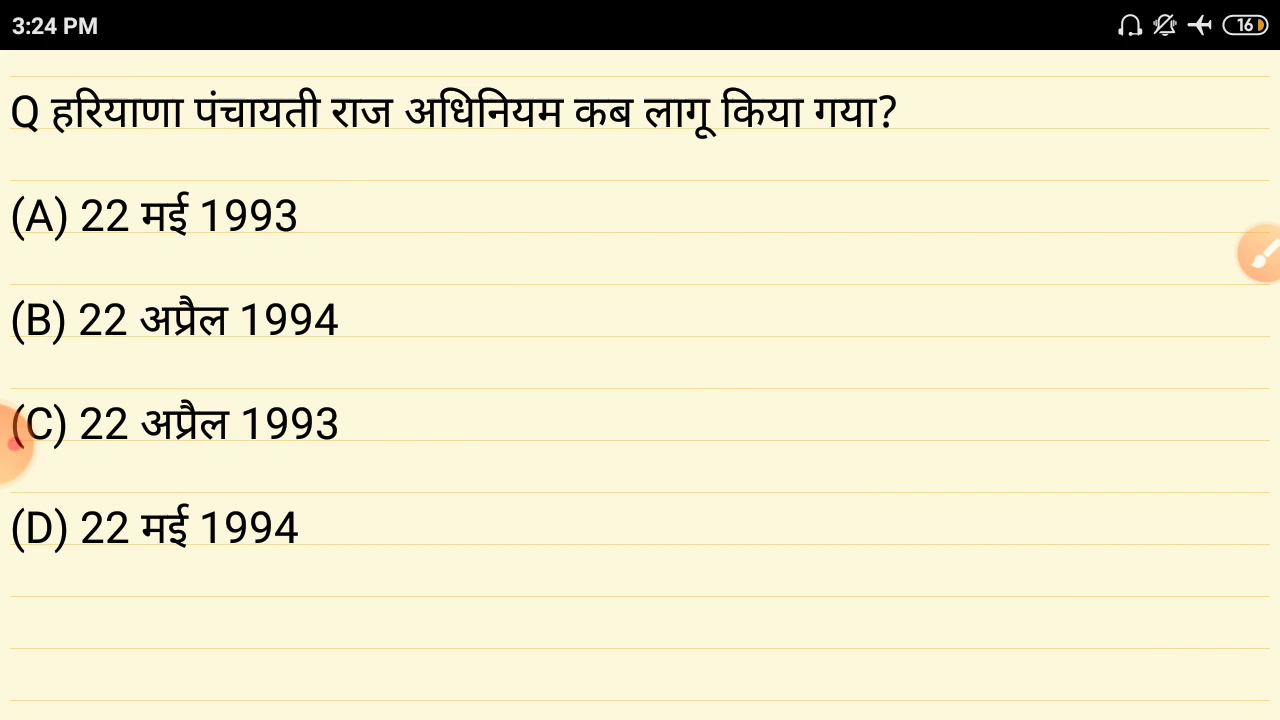 3:24 PM
16
Q हरियाणा पंचायती राज अधिनियम कब लागू किया गया?
(A) 22 मई 1993
(B) 22 अप्रैल 1994
(C) 22 अप्रैल 1993
(D) 22 मई 1994